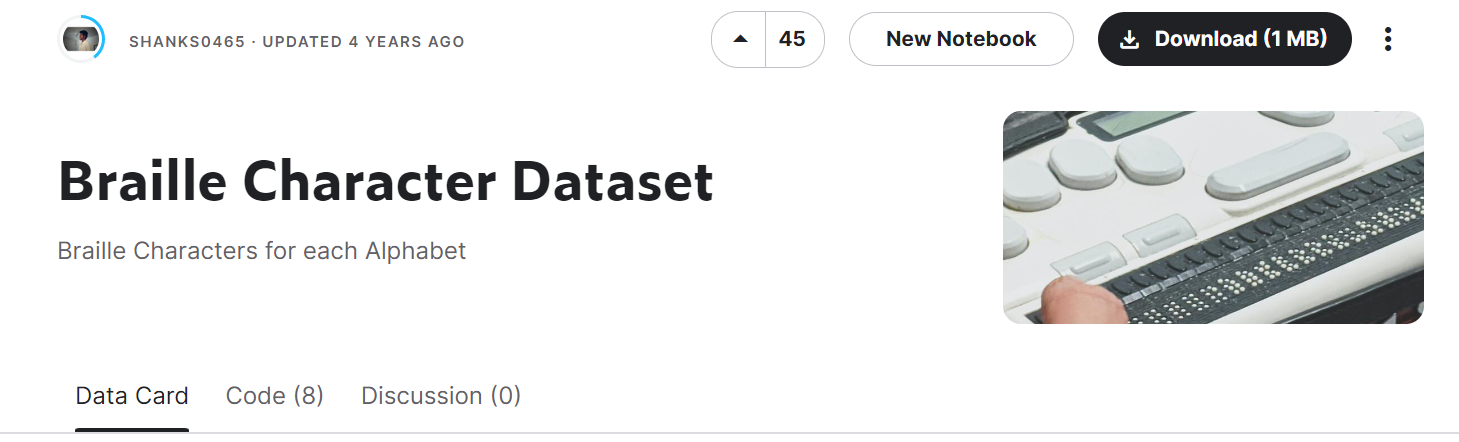 SHANKS0465 · UPDATED 4 YEARS AGO
45
New Notebook
Download (1 MB)
Braille Character Dataset
Braille Characters for each Alphabet
Data Card
Code (8)
Discussion (0)